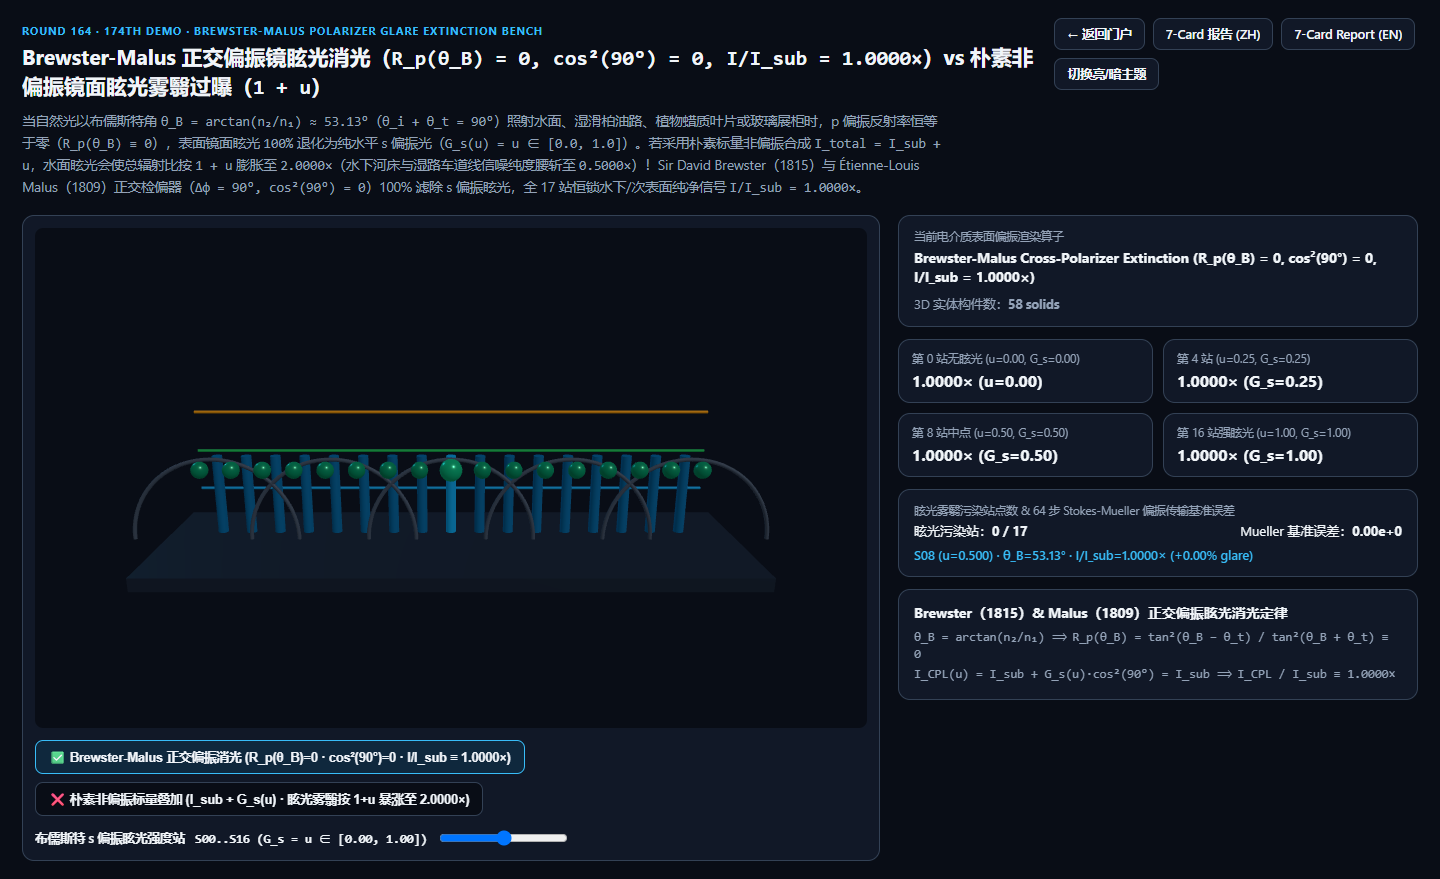 ROUND 164 · 174TH DEMO · BREWSTER-MALUS POLARIZER GLARE EXTINCTION BENCH
Brewster-Malus 正交偏振镜眩光消光（R_p(θ_B) = 0, cos²(90°) = 0, I/I_sub = 1.0000×）vs 朴素非
偏振镜面眩光雾翳过曝（1 + u）
← 返回门户
7-Card 报告 (ZH)
7-Card Report (EN)
切换亮/暗主题
当自然光以布儒斯特角 θ_B = arctan(n₂/n₁) ≈ 53.13°（θ_i + θ_t = 90°）照射水面、湿滑柏油路、植物蜡质叶片或玻璃展柜时，p 偏振反射率恒等
于零（R_p(θ_B) ≡ 0），表面镜面眩光 100% 退化为纯水平 s 偏振光（G_s(u) = u ∈ [0.0, 1.0]）。若采用朴素标量非偏振合成 I_total = I_sub +
u，水面眩光会使总辐射比按 1 + u 膨胀至 2.0000×（水下河床与湿路车道线信噪纯度腰斩至 0.5000×）！Sir David Brewster（1815）与 Étienne-Louis
Malus（1809）正交检偏器（Δϕ = 90°, cos²(90°) = 0）100% 滤除 s 偏振眩光，全 17 站恒锁水下/次表面纯净信号 I/I_sub = 1.0000×。
当前电介质表面偏振渲染算子
Brewster-Malus Cross-Polarizer Extinction (R_p(θ_B) = 0, cos²(90°) = 0,
I/I_sub = 1.0000×)
3D 实体构件数：58 solids
第 0 站无眩光 (u=0.00, G_s=0.00)
1.0000× (u=0.00)
第 4 站 (u=0.25, G_s=0.25)
1.0000× (G_s=0.25)
第 8 站中点 (u=0.50, G_s=0.50)
1.0000× (G_s=0.50)
第 16 站强眩光 (u=1.00, G_s=1.00)
1.0000× (G_s=1.00)
眩光雾翳污染站点数 & 64 步 Stokes-Mueller 偏振传输基准误差
眩光污染站：0 / 17
Mueller 基准误差：0.00e+0
S08 (u=0.500) · θ_B=53.13° · I/I_sub=1.0000× (+0.00% glare)
Brewster（1815）& Malus（1809）正交偏振眩光消光定律
θ_B = arctan(n₂/n₁) ⟹ R_p(θ_B) = tan²(θ_B − θ_t) / tan²(θ_B + θ_t) ≡
0
I_CPL(u) = I_sub + G_s(u)·cos²(90°) = I_sub ⟹ I_CPL / I_sub ≡ 1.0000×
✅ Brewster-Malus 正交偏振消光 (R_p(θ_B)=0 · cos²(90°)=0 · I/I_sub ≡ 1.0000×)
❌ 朴素非偏振标量叠加 (I_sub + G_s(u) · 眩光雾翳按 1+u 暴涨至 2.0000×)
布儒斯特 s 偏振眩光强度站 S00..S16 (G_s = u ∈ [0.00, 1.00])